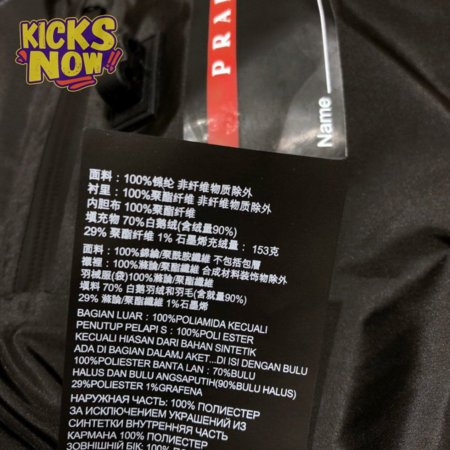 KICKS
NOW
PRA
Name
面料：100%锦纶 非纤维物质除外
衬里：100%聚酯纤维 非纤维物质除外
内胆布 100%聚酯纤维
填充物 70%白鹅绒(含绒量90%)
29% 聚酯纤维 1% 石墨烯充绒量： 153克
面料：100%錦綸/聚酰胺纖維 不包括包層
襯裡：100%滌綸/聚酯纖維 合成材料裝飾物除外
羽絨服(袋)100%滌綸/聚酯纖維
填料 70% 白鵝羽絨和羽毛(含絨量90%)
29% 滌綸/聚酯纖維 1%石墨烯
BAGIAN LUAR : 100%POLIAMIDA KECUALI
PENUTUP PELAPI S : 100%POLI ESTER
KECUALI HIASAN DARI BAHAN SINTETIK
ADA DI BAGIAN DALAMJ AKET...D I ISI DENGAN BULU
100%POLIESTER BANTA LAN : 70%BULU
HALUS DAN BULU ANGSAPUTIH(90%BULU HALUS)
29%POLIESTER 1%GRAFENA
НАРУЖНАЯ ЧАСТЬ: 100% ПОЛИЭСТЕР
ЗА ИСКЛЮЧЕНИЕМ УКРАШЕНИЙ ИЗ
СИНТЕТКИ ВНУТРЕННЯЯ ЧАСТЬ
КАРМАНА 100% ПОЛИЭСТЕР
ЗОВНІШНІЙ БІК: 100%